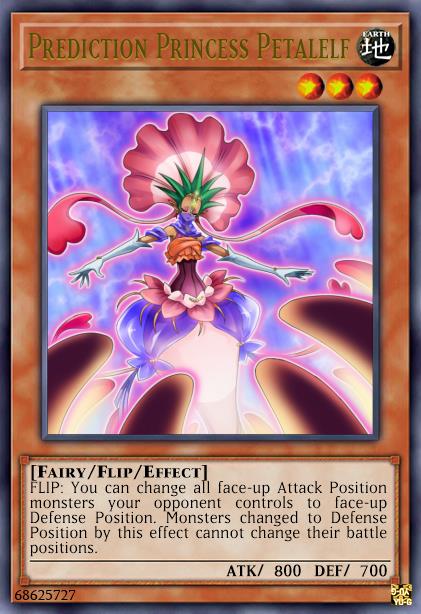 Prediction Princess Petalelf
EARTH
地
[Fairy/Flip/Effect]
FLIP: You can change all face-up Attack Position
monsters your opponent controls to face-up
Defense Position. Monsters changed to Defense
Position by this effect cannot change their battle
positions.
ATK/ 800 DEF/ 700
68625727